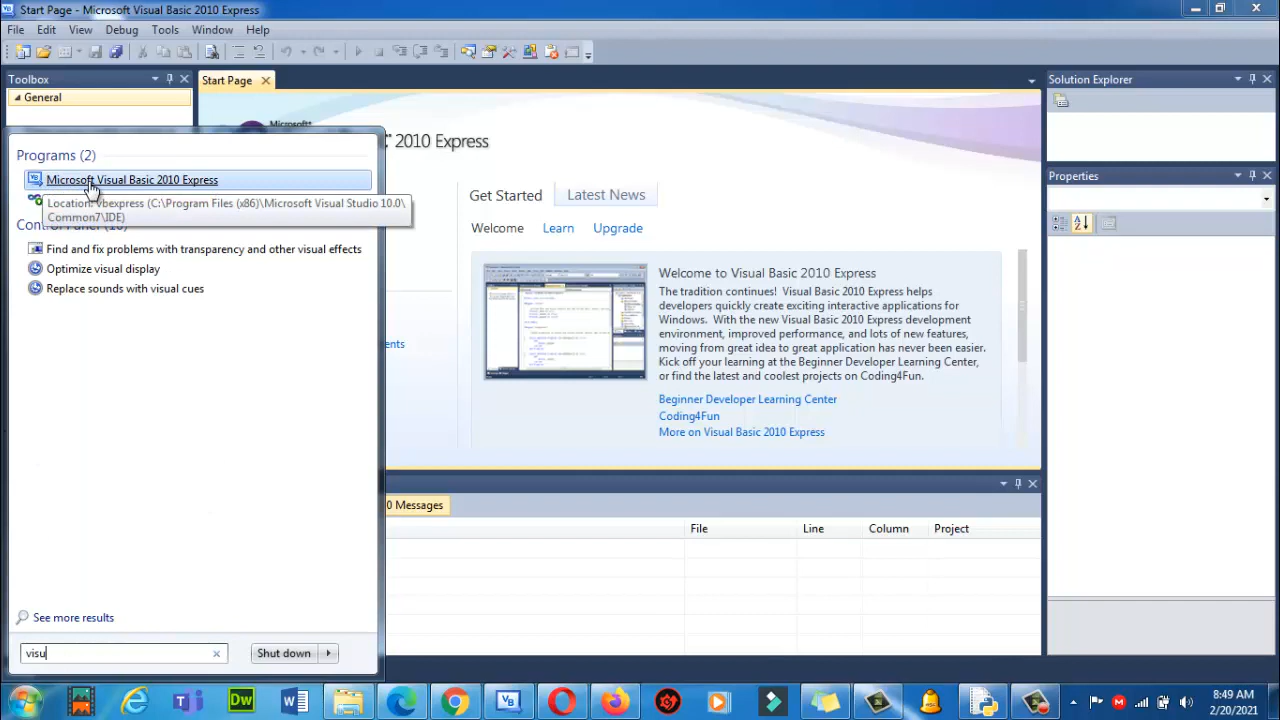 Start Page - Microsoft Visual Basic 2010 Express
File Edit View Debug Tools Window Help
Toolbox
General
Start Page
Microsoft
2010 Express
Get Started Latest News
Welcome Learn Upgrade
Welcome to Visual Basic 2010 Express
The tradition continues! Visual Basic 2010 Express helps
developers quickly create exciting interactive applications for
Windows. With the new Visual Basic 2010 Express development
environment, improved performance, and lots of new features,
moving from great idea to great application has never been easier.
Kick off your learning at the Beginner Developer Learning Center,
or find the latest and coolest projects on Coding4Fun.
Beginner Developer Learning Center
Coding4Fun
More on Visual Basic 2010 Express
Solution Explorer
Properties
Programs (2)
Microsoft Visual Basic 2010 Express
Location: vbexpress (C:\Program Files (x86)\Microsoft Visual Studio 10.0\
Common7\IDE)
Find and fix problems with transparency and other visual effects
Optimize visual display
Replace sounds with visual cues
See more results
visu
Shut down
0 Messages
File Line Column Project
Dw
W
VB
8:49 AM
2/20/2021